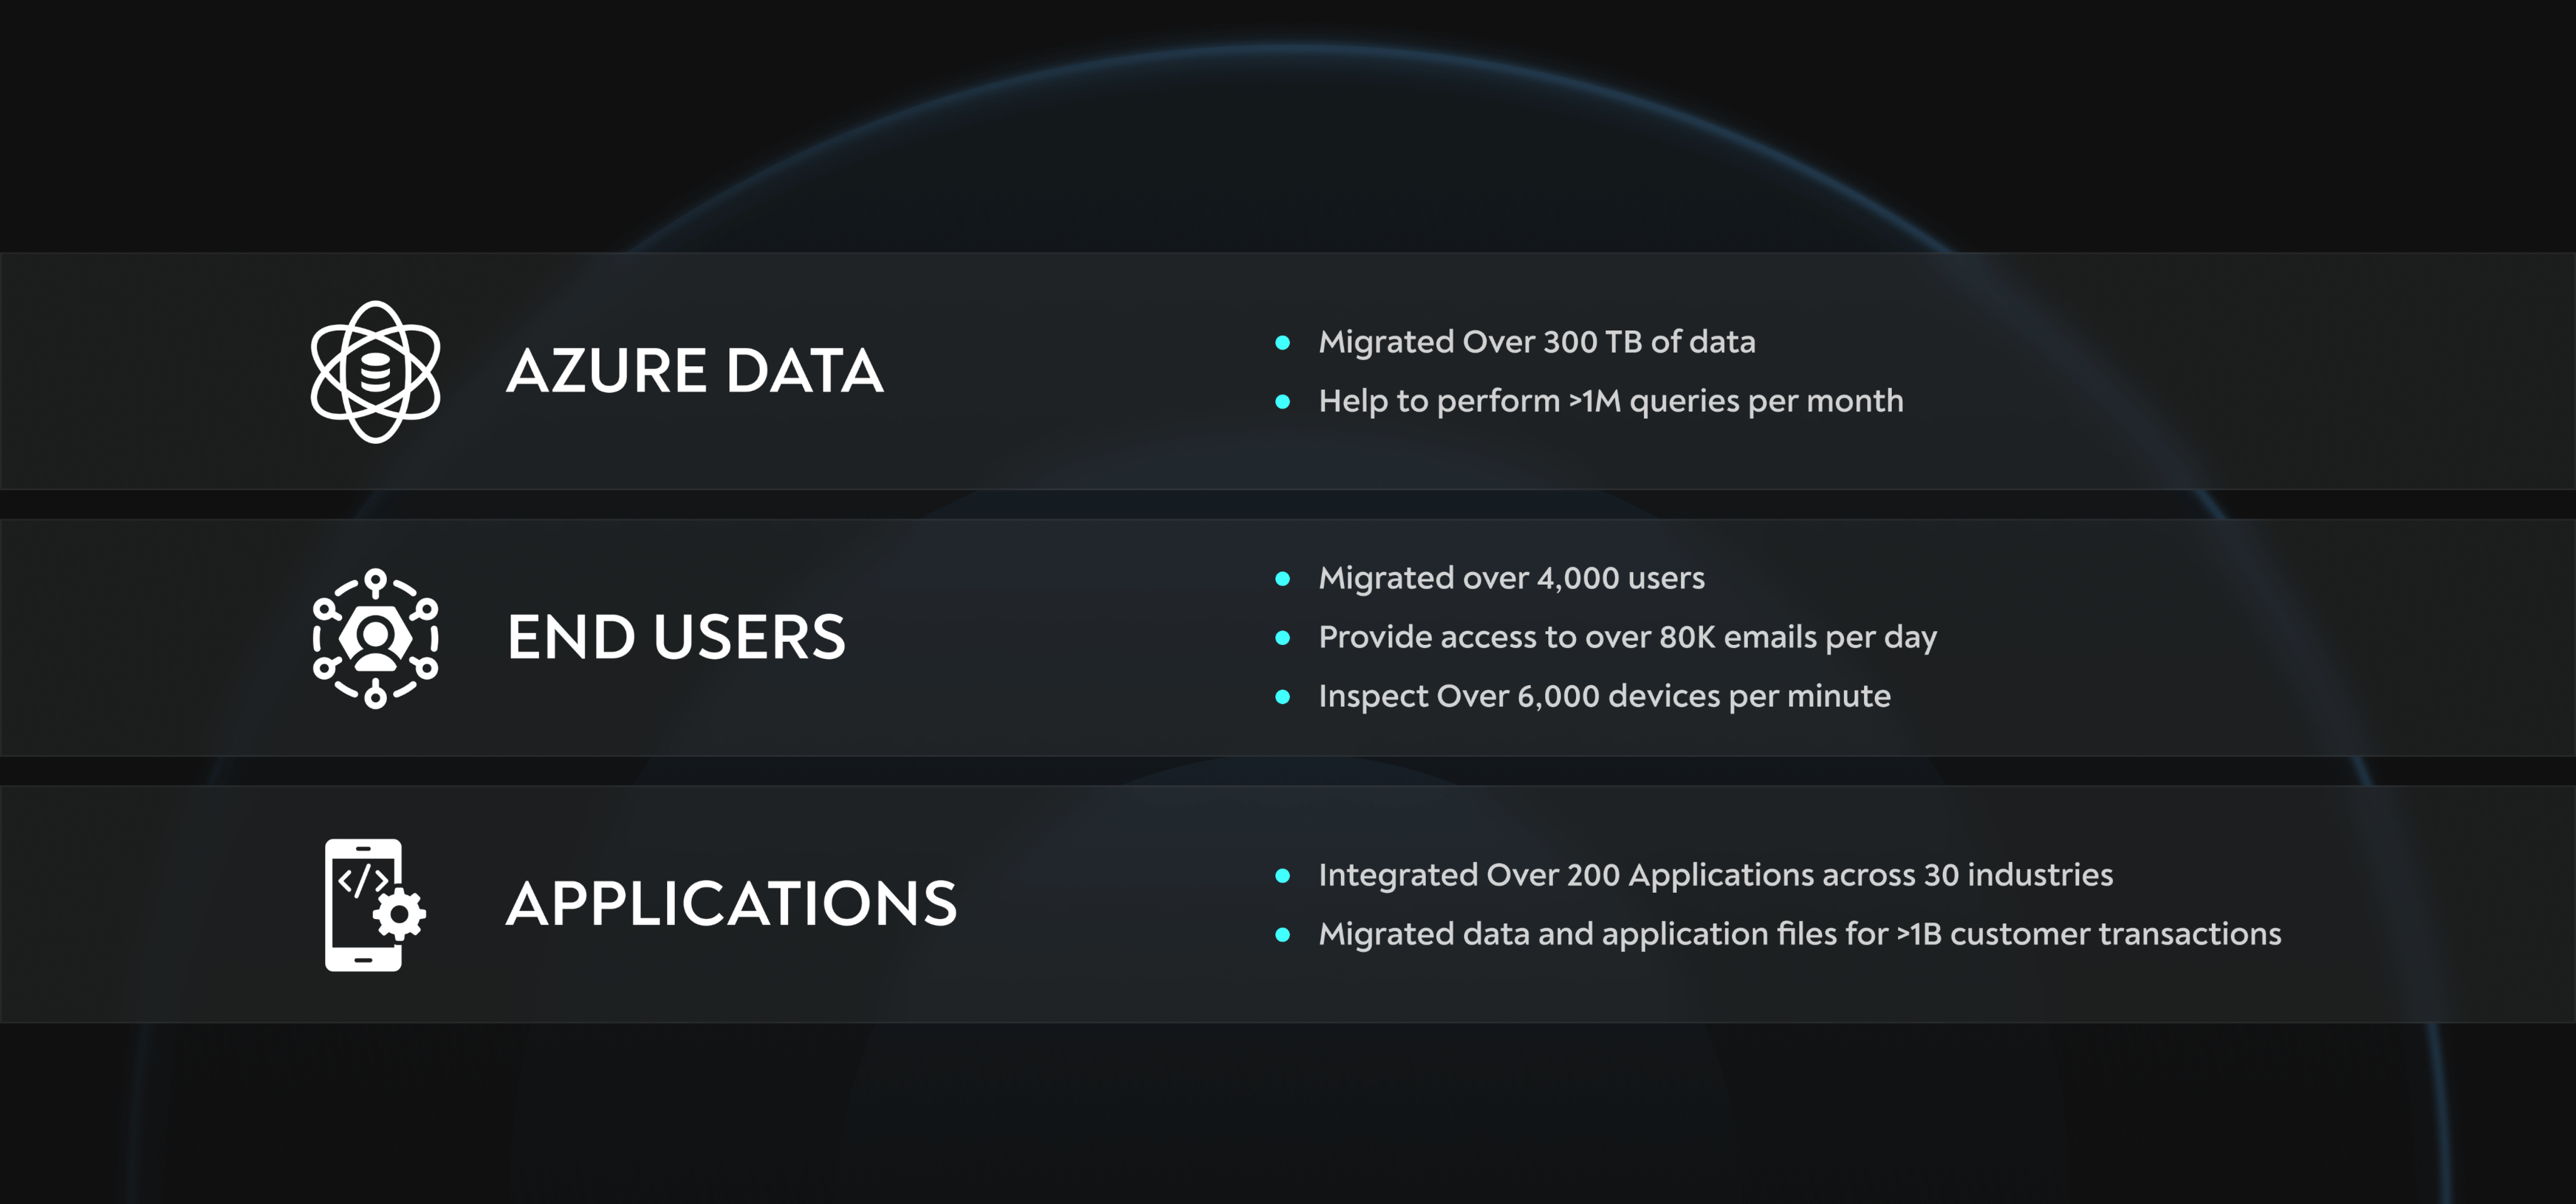 AZURE DATA
Migrated Over 300 TB of data
Help to perform >1M queries per month
END USERS
Migrated over 4,000 users
Provide access to over 80K emails per day
Inspect Over 6,000 devices per minute
APPLICATIONS
Integrated Over 200 Applications across 30 industries
Migrated data and application files for >1B customer transactions